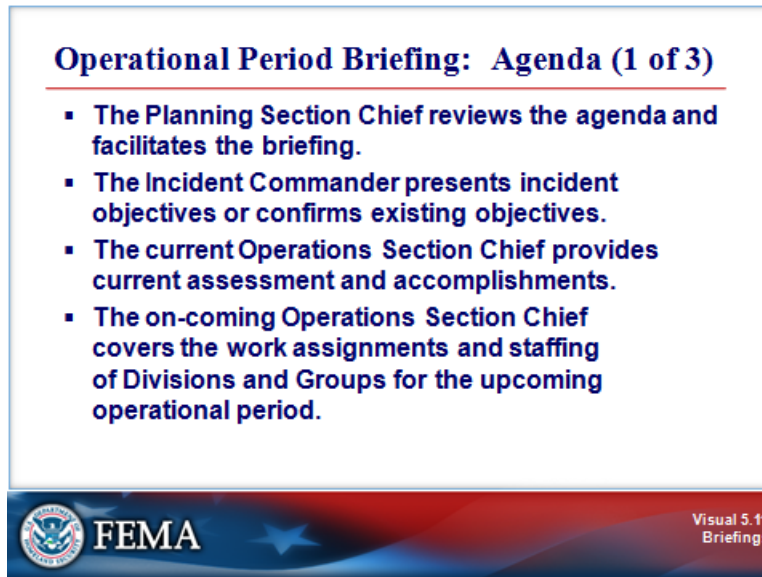 Operational Period Briefing: Agenda (1 of 3)
▪ The Planning Section Chief reviews the agenda and
facilitates the briefing.
▪ The Incident Commander presents incident
objectives or confirms existing objectives.
▪ The current Operations Section Chief provides
current assessment and accomplishments.
▪ The on-coming Operations Section Chief
covers the work assignments and staffing
of Divisions and Groups for the upcoming
operational period.
FEMA
Visual
Briefing